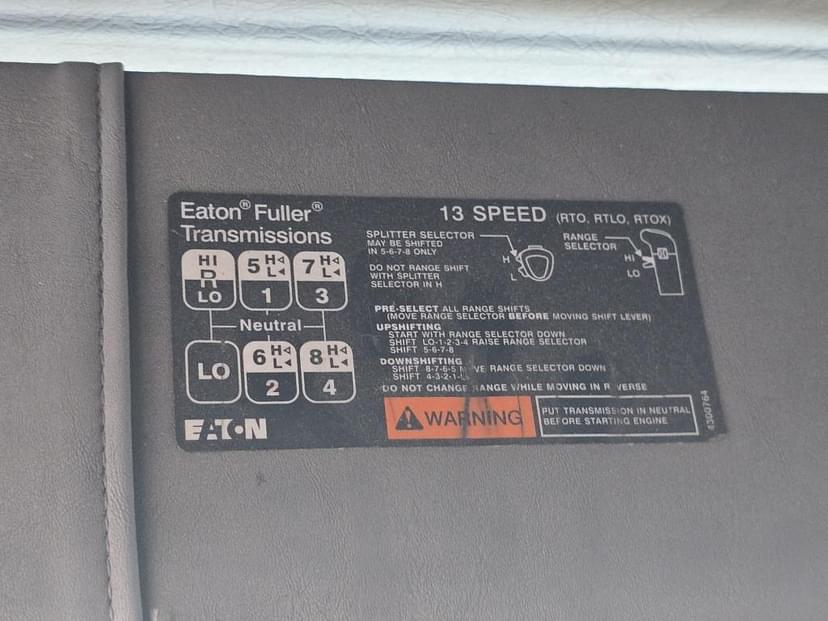 Eaton® Fuller®
Transmissions
13 SPEED (RTO, RTLO, RTOX)
HI
R
LO
5 H
L
1
7 H
L
3
Neutral
LO
6 H
L
2
8 H
L
4
EATON
SPLITTER SELECTOR
MAY BE SHIFTED
IN 5-6-7-8 ONLY
H
L
RANGE
SELECTOR
HI
LO
DO NOT RANGE SHIFT
WITH SPLITTER
SELECTOR IN H
PRE-SELECT ALL RANGE SHIFTS
(MOVE RANGE SELECTOR BEFORE MOVING SHIFT LEVER)
UPSHIFTING
START WITH RANGE SELECTOR DOWN
SHIFT LO-1-2-3-4 RAISE RANGE SELECTOR
SHIFT 5-6-7-8
DOWNSHIFTING
SHIFT 8-7-6-5 MOVE RANGE SELECTOR DOWN
SHIFT 4-3-2-1-L
DO NOT CHANGE RANGE WHILE MOVING IN REVERSE
WARNING
PUT TRANSMISSION IN NEUTRAL
BEFORE STARTING ENGINE
4300764